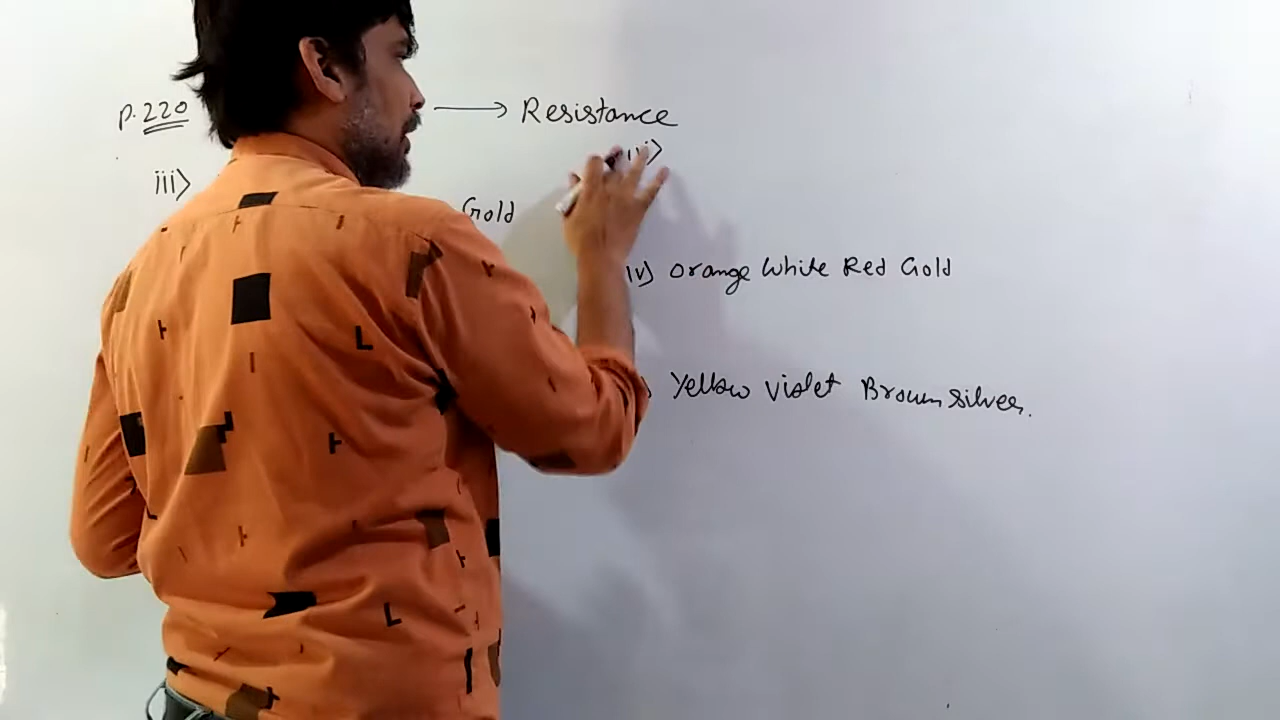 p.220 → Resistance
iii>
Gold
iv) Orange White Red Gold
Yellow Violet Brown silver.